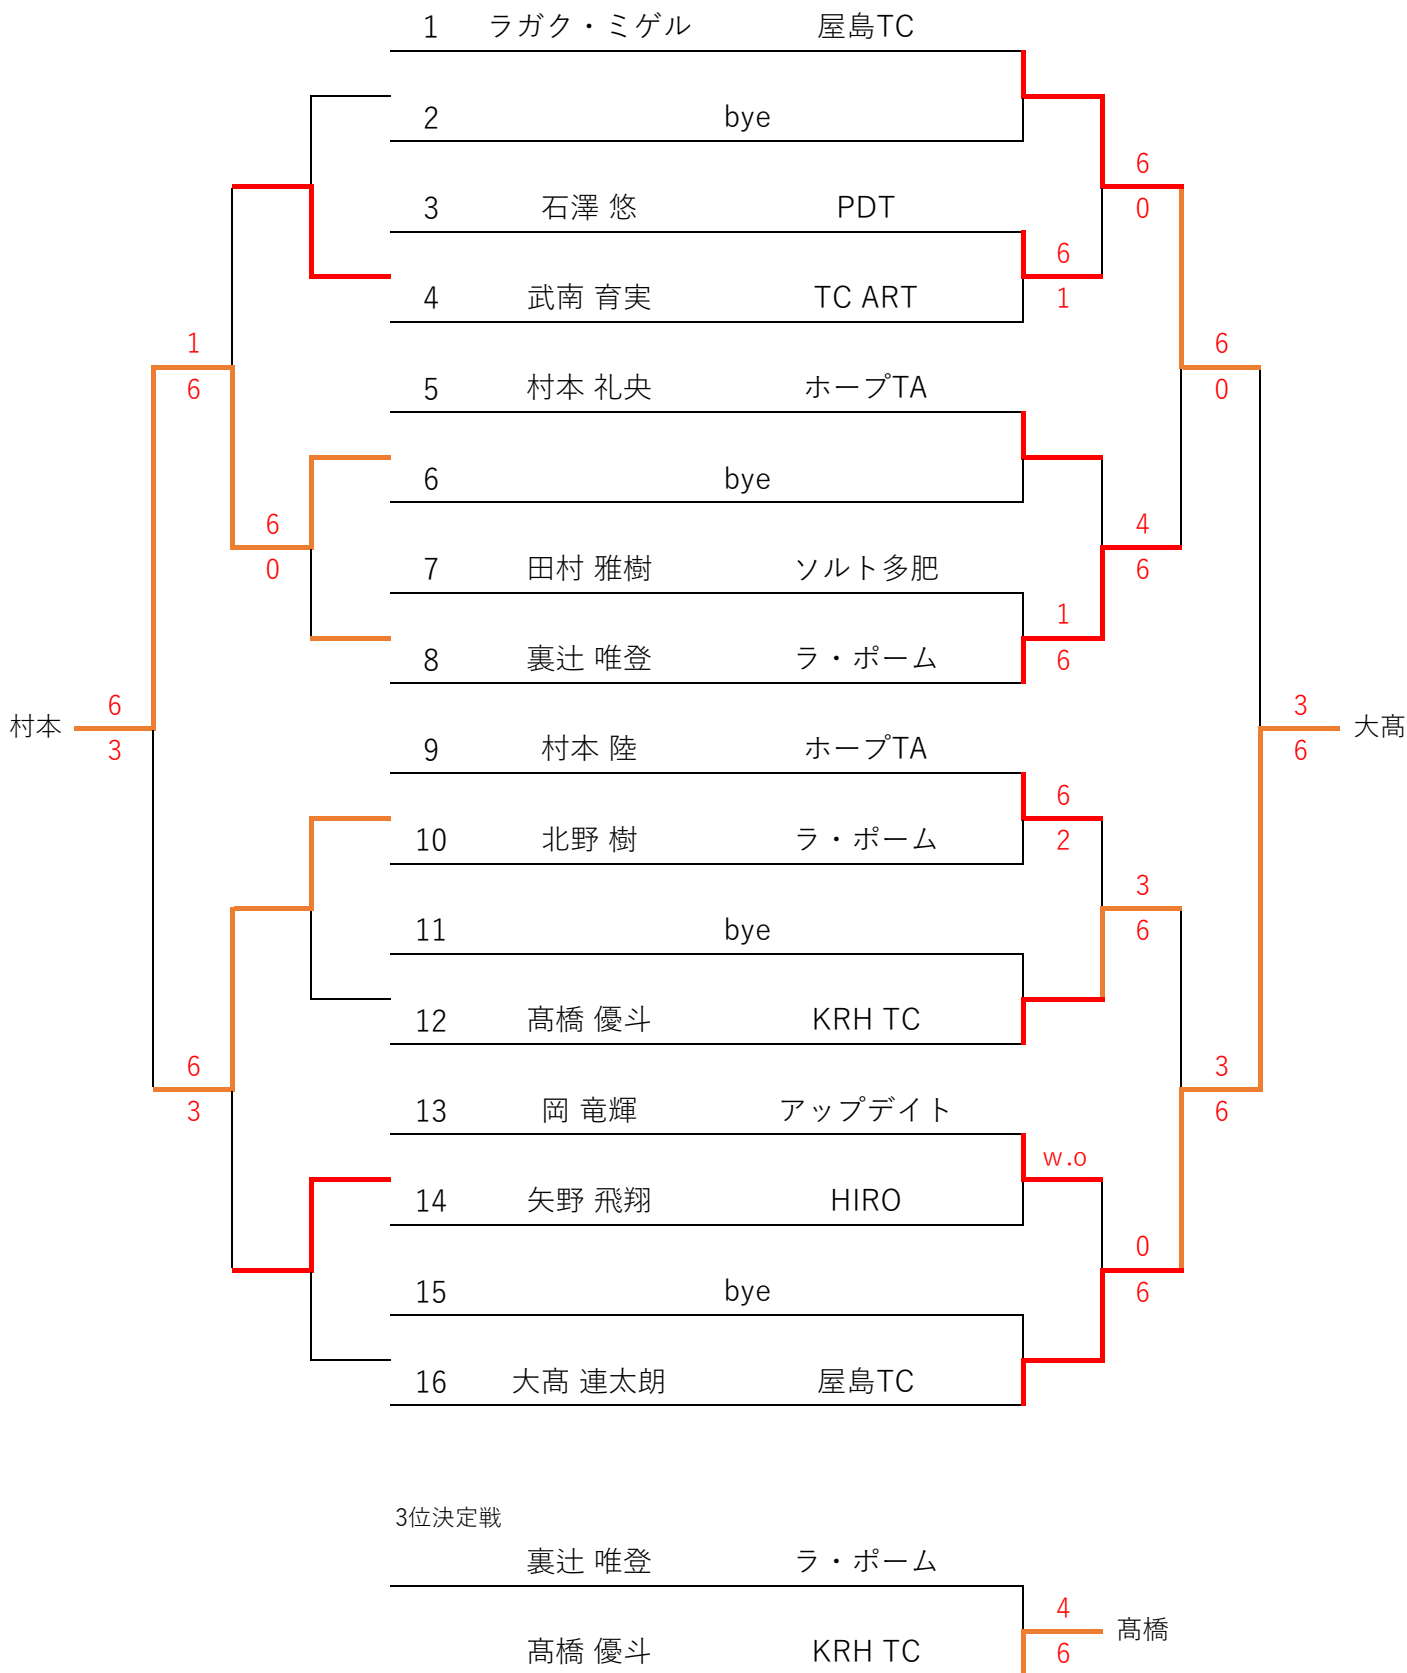 1 ラガク・ミゲル 屋島TC
2 bye
6
0
3 石澤 悠 PDT
6
1
4 武南 育実 TC ART
1
6
6
0
5 村本 礼央 ホープTA
6 bye
6
0
4
6
7 田村 雅樹 ソルト多肥
1
6
8 裏辻 唯登 ラ・ポーム
村本
6
3
3
6
大髙
9 村本 陸 ホープTA
6
2
10 北野 樹 ラ・ポーム
3
6
11 bye
12 髙橋 優斗 KRH TC
6
3
3
6
13 岡 竜輝 アップデイト
w.o
14 矢野 飛翔 HIRO
0
6
15 bye
16 大髙 連太朗 屋島TC
3位決定戦
裏辻 唯登 ラ・ポーム
4
6
髙橋
髙橋 優斗 KRH TC